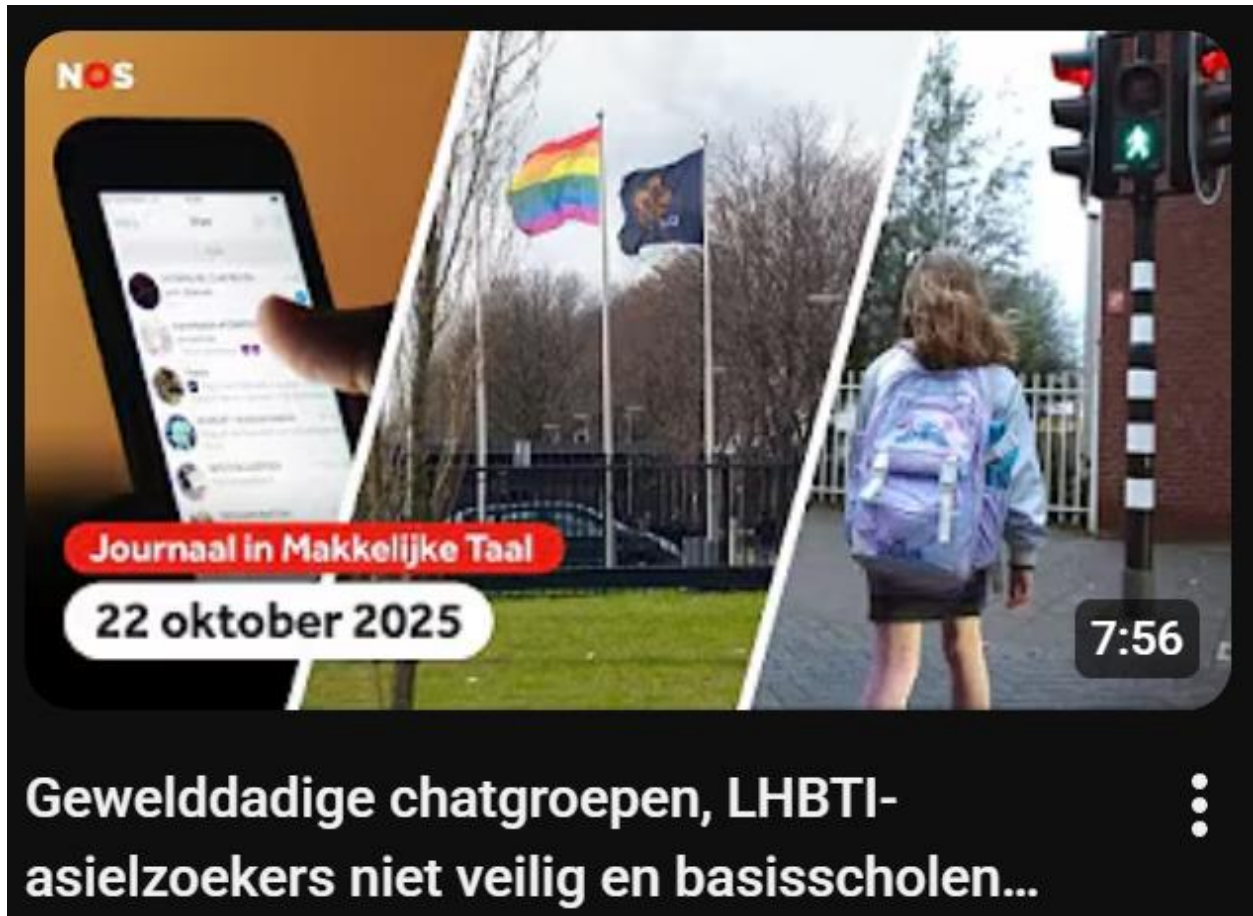 NOS
Journaal in Makkelijke Taal
22 oktober 2025
7:56
Gewelddadige chatgroepen, LHBTI-
asielzoekers niet veilig en basisscholen...